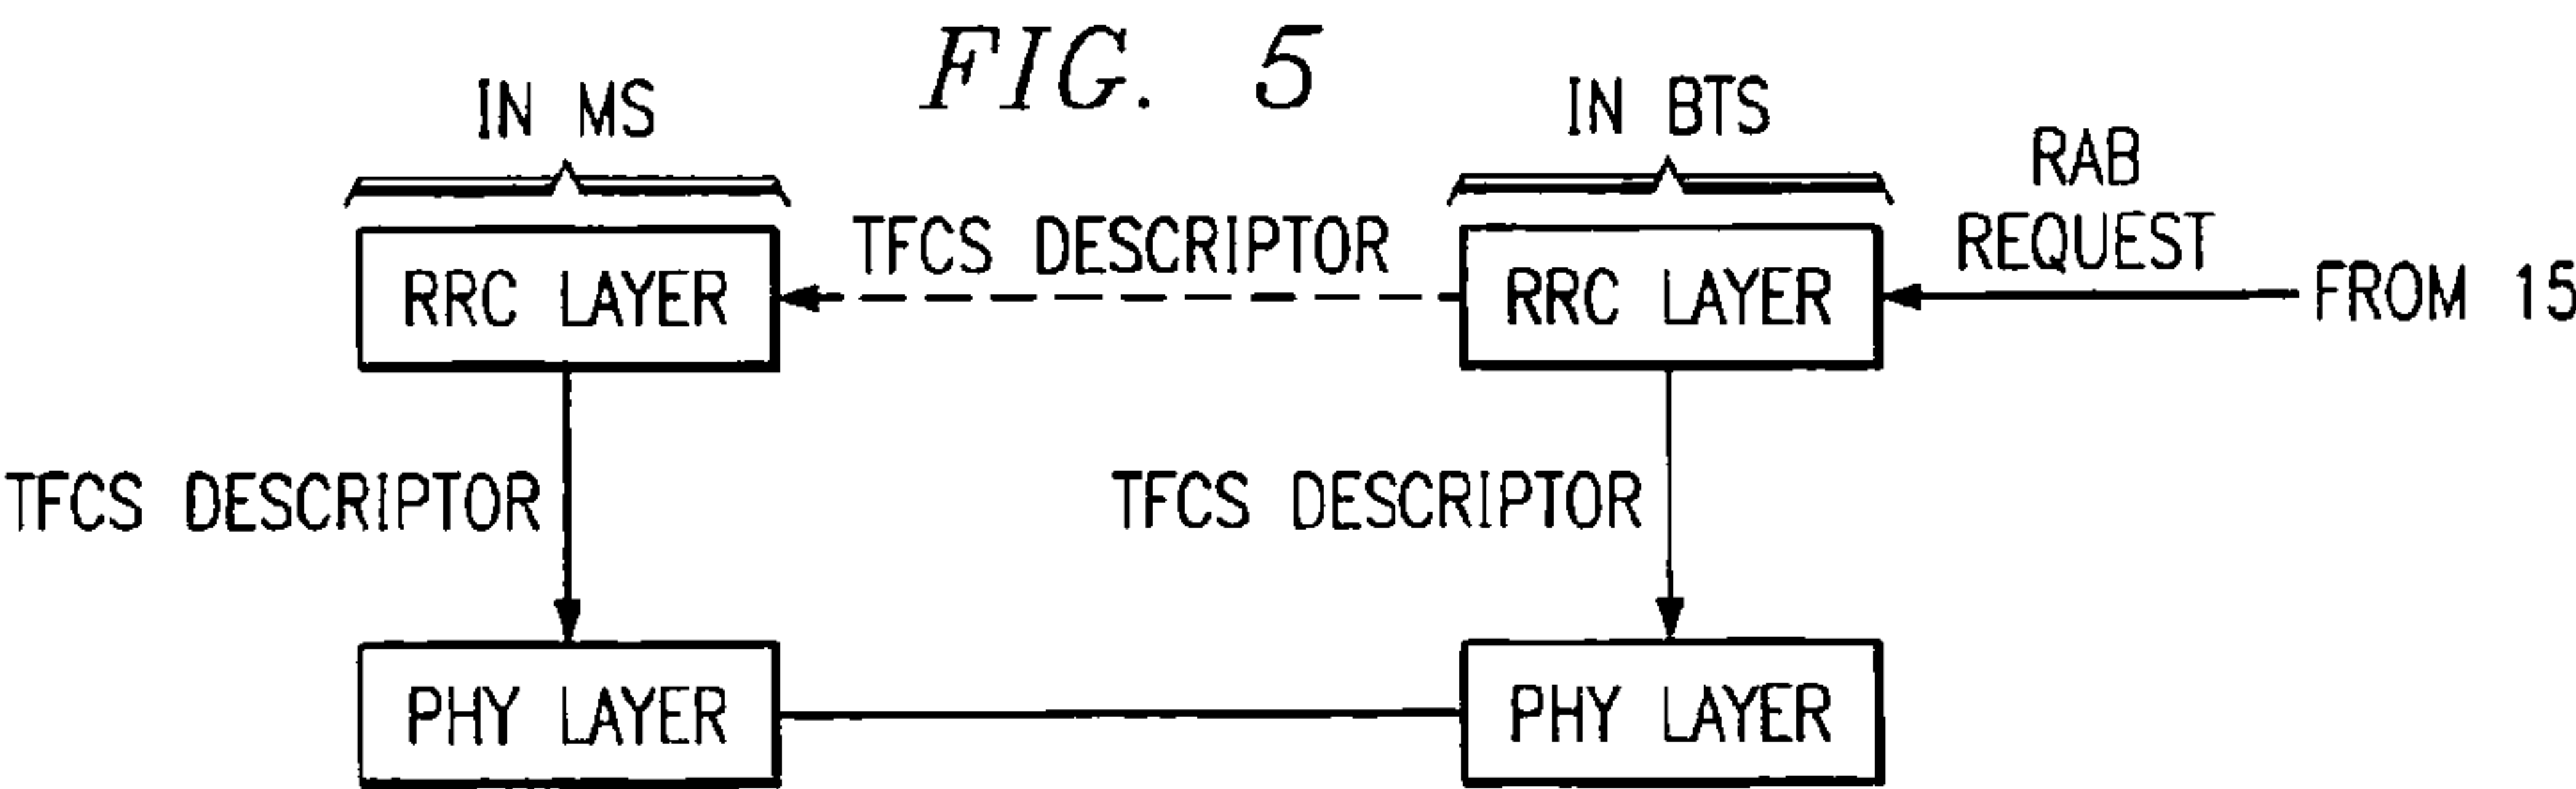 FIG. 5
IN MS
IN BTS
RAB
REQUEST
TFCS DESCRIPTOR
RRC LAYER
RRC LAYER
FROM 15
TFCS DESCRIPTOR
TFCS DESCRIPTOR
PHY LAYER
PHY LAYER